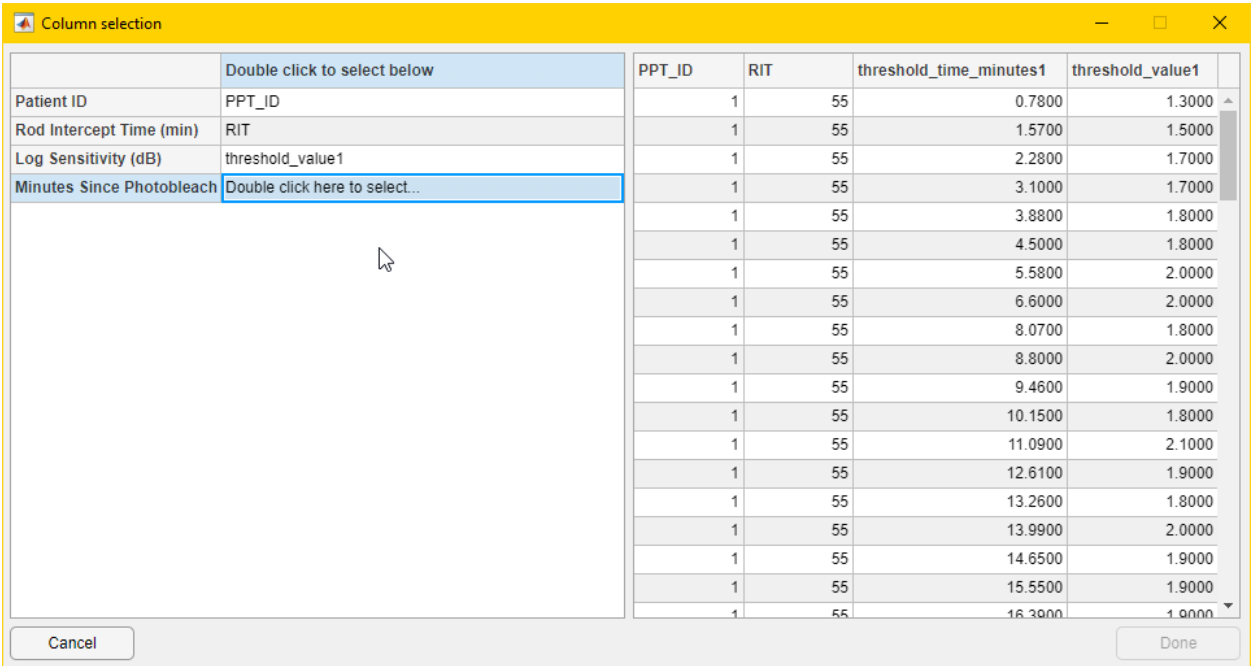 Column selection
Double click to select below
Patient ID PPT_ID
Rod Intercept Time (min) RIT
Log Sensitivity (dB) threshold_value1
Minutes Since Photobleach Double click here to select...
PPT_ID RIT threshold_time_minutes1 threshold_value1
1 55 0.7800 1.3000
1 55 1.5700 1.5000
1 55 2.2800 1.7000
1 55 3.1000 1.7000
1 55 3.8800 1.8000
1 55 4.5000 1.8000
1 55 5.5800 2.0000
1 55 6.6000 2.0000
1 55 8.0700 1.8000
1 55 8.8000 2.0000
1 55 9.4600 1.9000
1 55 10.1500 1.8000
1 55 11.0900 2.1000
1 55 12.6100 1.9000
1 55 13.2600 1.8000
1 55 13.9900 2.0000
1 55 14.6500 1.9000
1 55 15.5500 1.9000
1 55 16.3900 1.9000
Cancel
Done